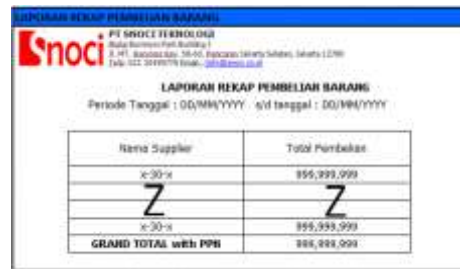 LAPORAN REKAP PEMBELIAN BARANG
Snoci
PT SNOCI TEKNOLOGI
LAPORAN REKAP PEMBELIAN BARANG
Periode Tanggal : DD/MM/YYYY s/d tanggal : DD/MM/YYYY
Nama Supplier Total Pembelian
x-30-x 999,999,999
Z Z
x-30-x 999,999,999
GRAND TOTAL with PPN 999,999,999